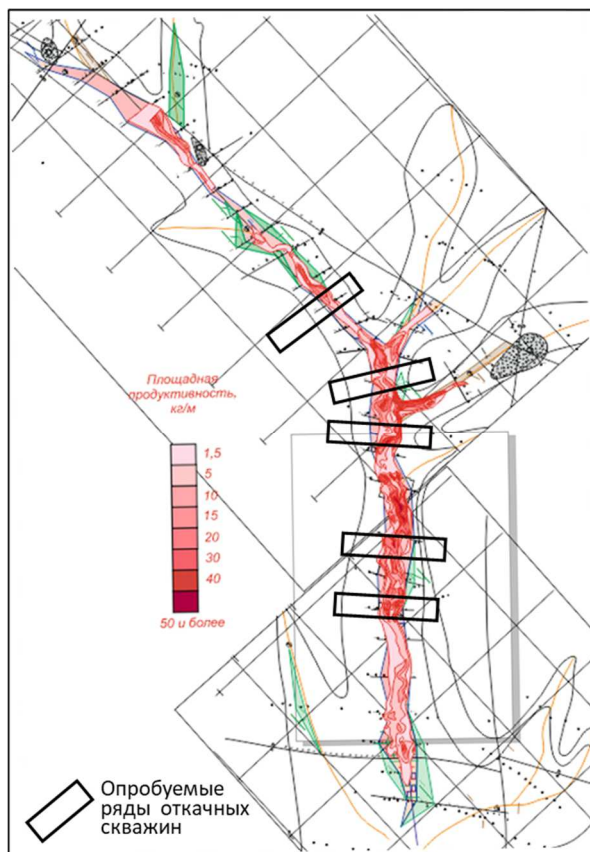 Площадная
продуктивность,
кг/м
1,5
5
10
15
20
30
40
50 и более
Опробуемые
ряды откачных
скважин